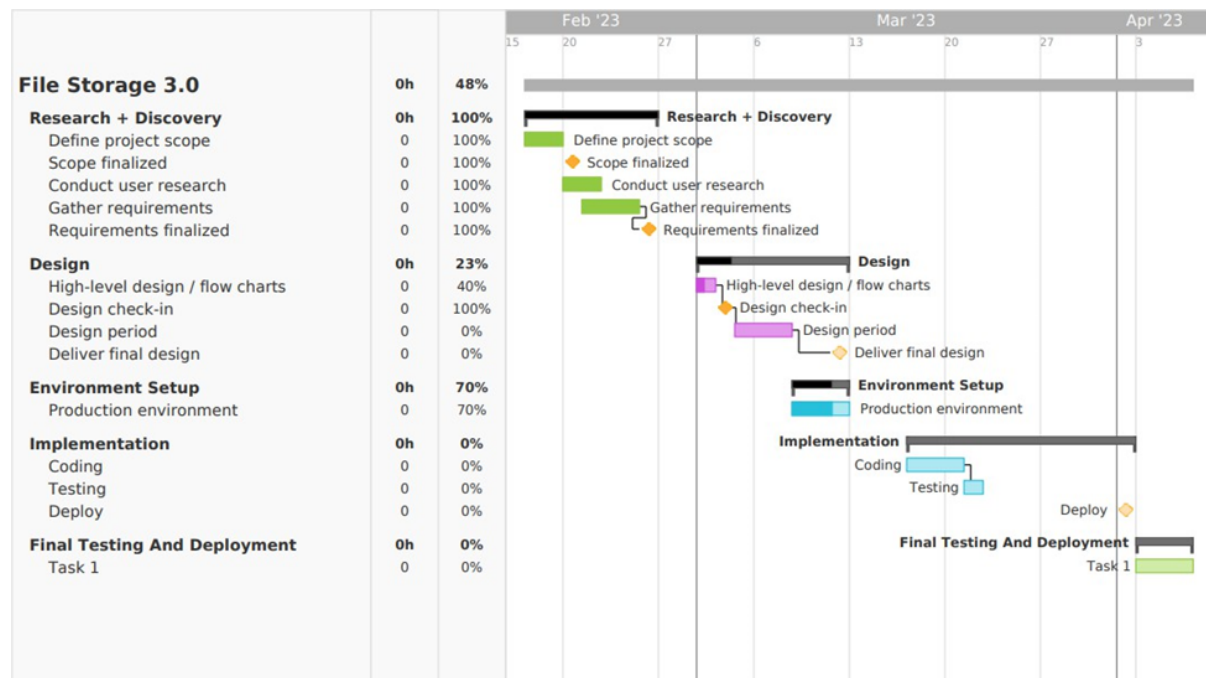 Feb '23 Mar '23 Apr '23
15 20 27 6 13 20 27 3
File Storage 3.0 0h 48%
Research + Discovery 0h 100% Research + Discovery
Define project scope 0 100% Define project scope
Scope finalized 0 100% Scope finalized
Conduct user research 0 100% Conduct user research
Gather requirements 0 100% Gather requirements
Requirements finalized 0 100% Requirements finalized
Design 0h 23% Design
High-level design / flow charts 0 40% High-level design / flow charts
Design check-in 0 100% Design check-in
Design period 0 0% Design period
Deliver final design 0 0% Deliver final design
Environment Setup 0h 70% Environment Setup
Production environment 0 70% Production environment
Implementation 0h 0% Implementation
Coding 0 0% Coding
Testing 0 0% Testing
Deploy 0 0% Deploy
Final Testing And Deployment 0h 0% Final Testing And Deployment
Task 1 0 0% Task 1